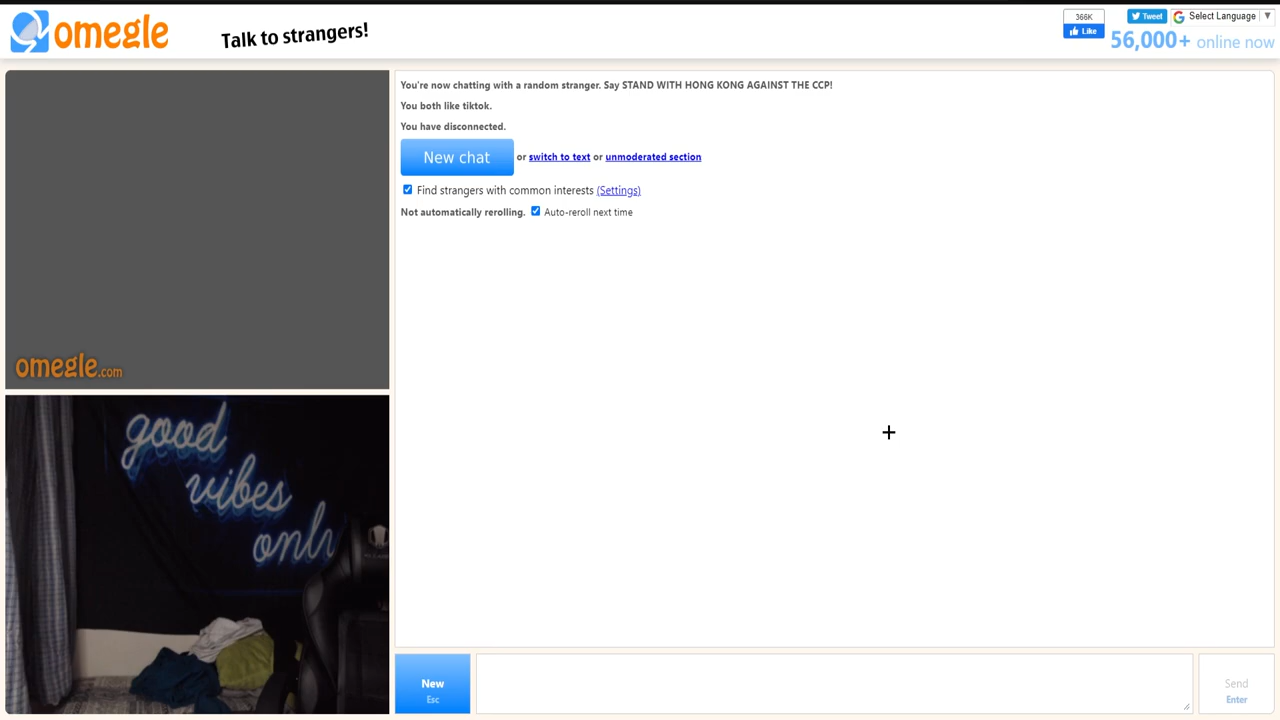 omegle
Talk to strangers!
366K
Like
Tweet
Select Language ▼
56,000+ online now
You're now chatting with a random stranger. Say STAND WITH HONG KONG AGAINST THE CCP!
You both like tiktok.
You have disconnected.
New chat or switch to text or unmoderated section
Find strangers with common interests (Settings)
Not automatically rerolling. Auto-reroll next time
omegle.com
good
vibes
only
New
Esc
Send
Enter